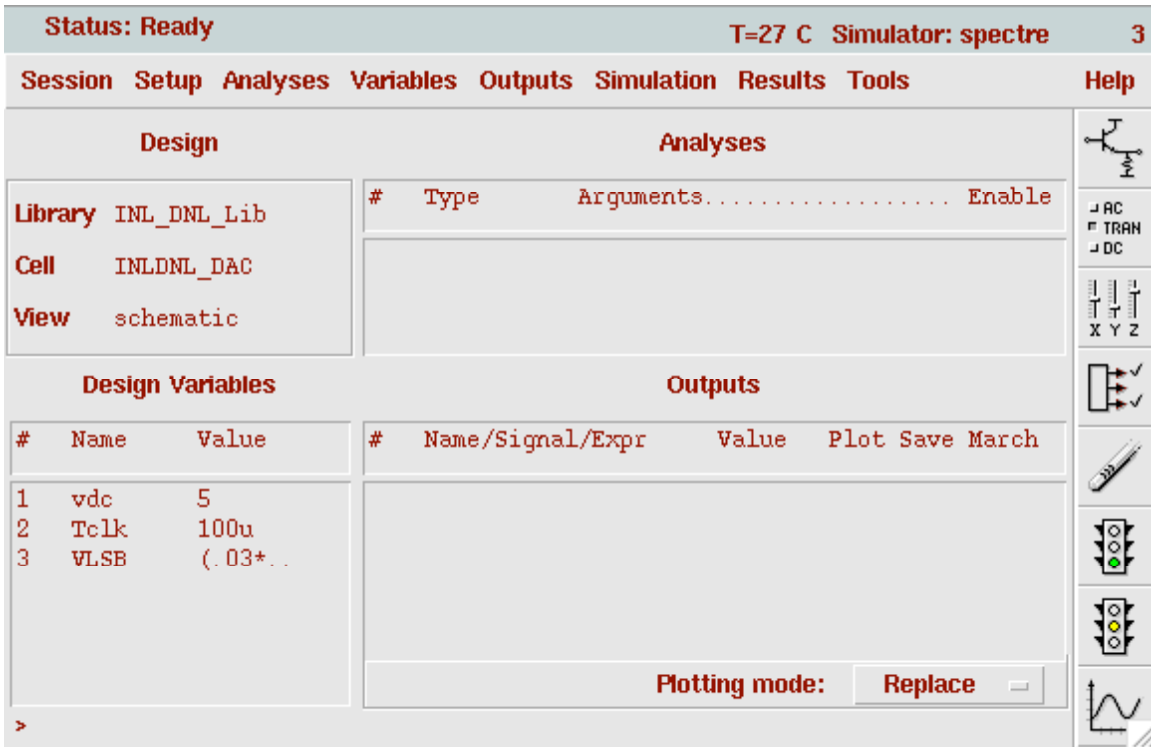 Status: Ready T=27 C Simulator: spectre 3
Session Setup Analyses Variables Outputs Simulation Results Tools Help
Design
Library INL_DNL_Lib
Cell INLDNL_DAC
View schematic
Analyses
# Type Arguments................... Enable
Design Variables
# Name Value
1 vdc 5
2 Tclk 100u
3 VLSB (.03*..
Outputs
# Name/Signal/Expr Value Plot Save March
Plotting mode: Replace
>
AC
TRAN
DC
X Y Z